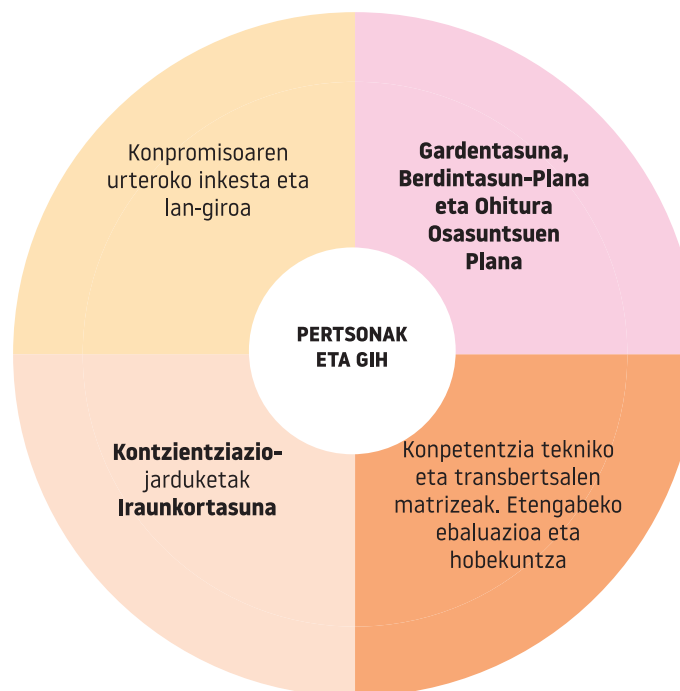 Konpromisoaren
urteroko inkesta eta
lan-giroa
Gardentasuna,
Berdintasun-Plana
eta Ohitura
Osasuntsuen
Plana
PERTSONAK
ETA GIH
Kontzientziazio-
jarduketak
Iraunkortasuna
Konpetentzia tekniko
eta transbertsalen
matrizeak. Etengabeko
ebaluazioa eta
hobekuntza